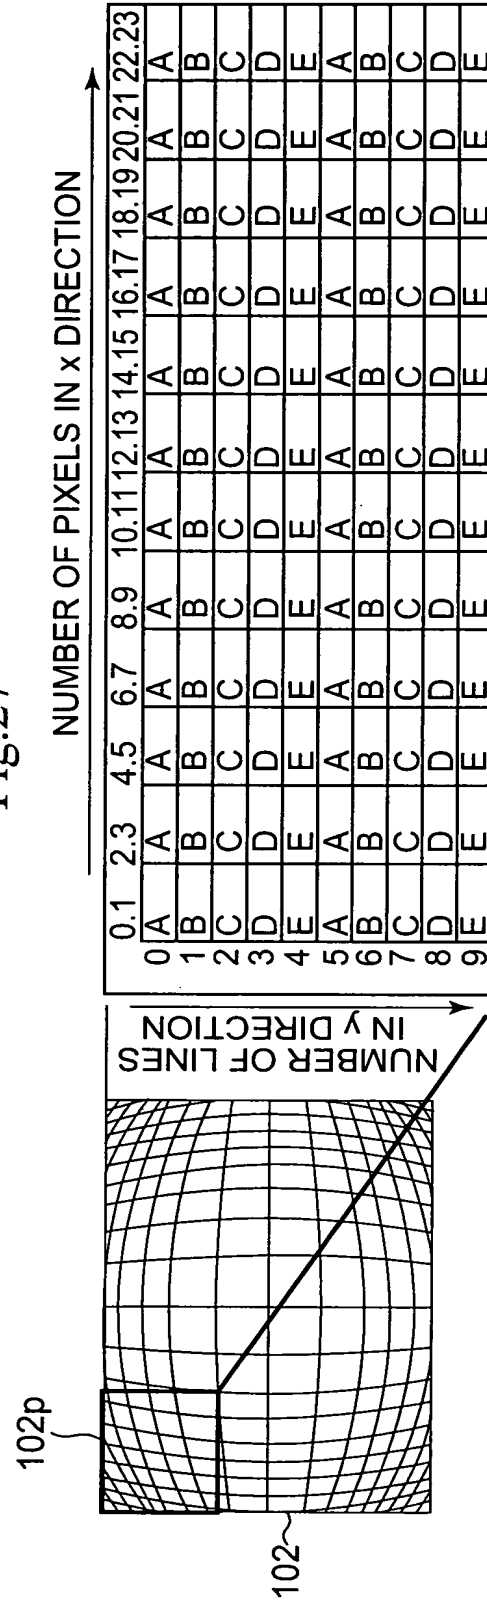 Fig.27
NUMBER OF PIXELS IN x DIRECTION
0.1 2.3 4.5 6.7 8.9 10.11 12.13 14.15 16.17 18.19 20.21 22.23
0 A A A A A A A A A A A A
1 B B B B B B B B B B B B
2 C C C C C C C C C C C C
3 D D D D D D D D D D D D
4 E E E E E E E E E E E E
5 A A A A A A A A A A A A
6 B B B B B B B B B B B B
7 C C C C C C C C C C C C
8 D D D D D D D D D D D D
9 E E E E E E E E E E E E
NUMBER OF LINES
IN y DIRECTION
102p
102